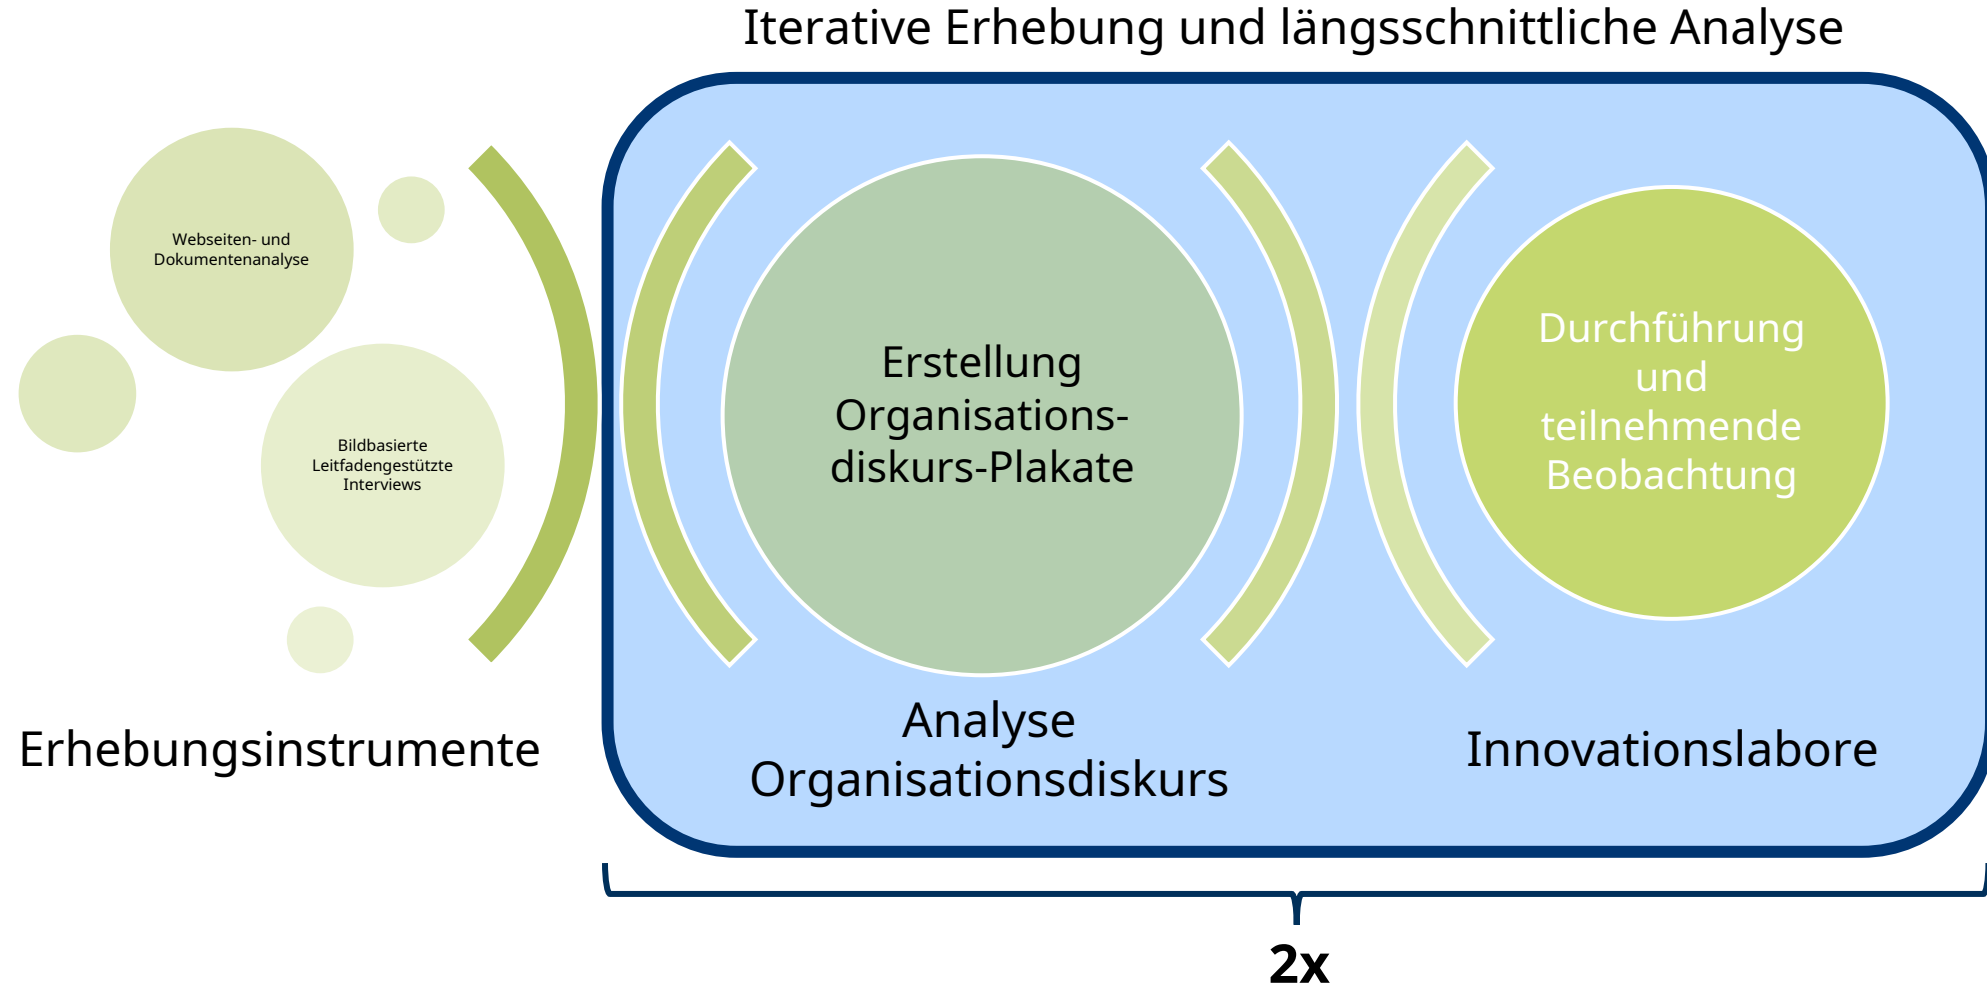 Iterative Erhebung und längsschnittliche Analyse
Webseiten- und
Dokumentenanalyse
Bildbasierte
Leitfadengestützte
Interviews
Erhebungsinstrumente
Erstellung
Organisations-
diskurs-Plakate
Analyse
Organisationsdiskurs
Durchführung
und
teilnehmende
Beobachtung
Innovationslabore
2x